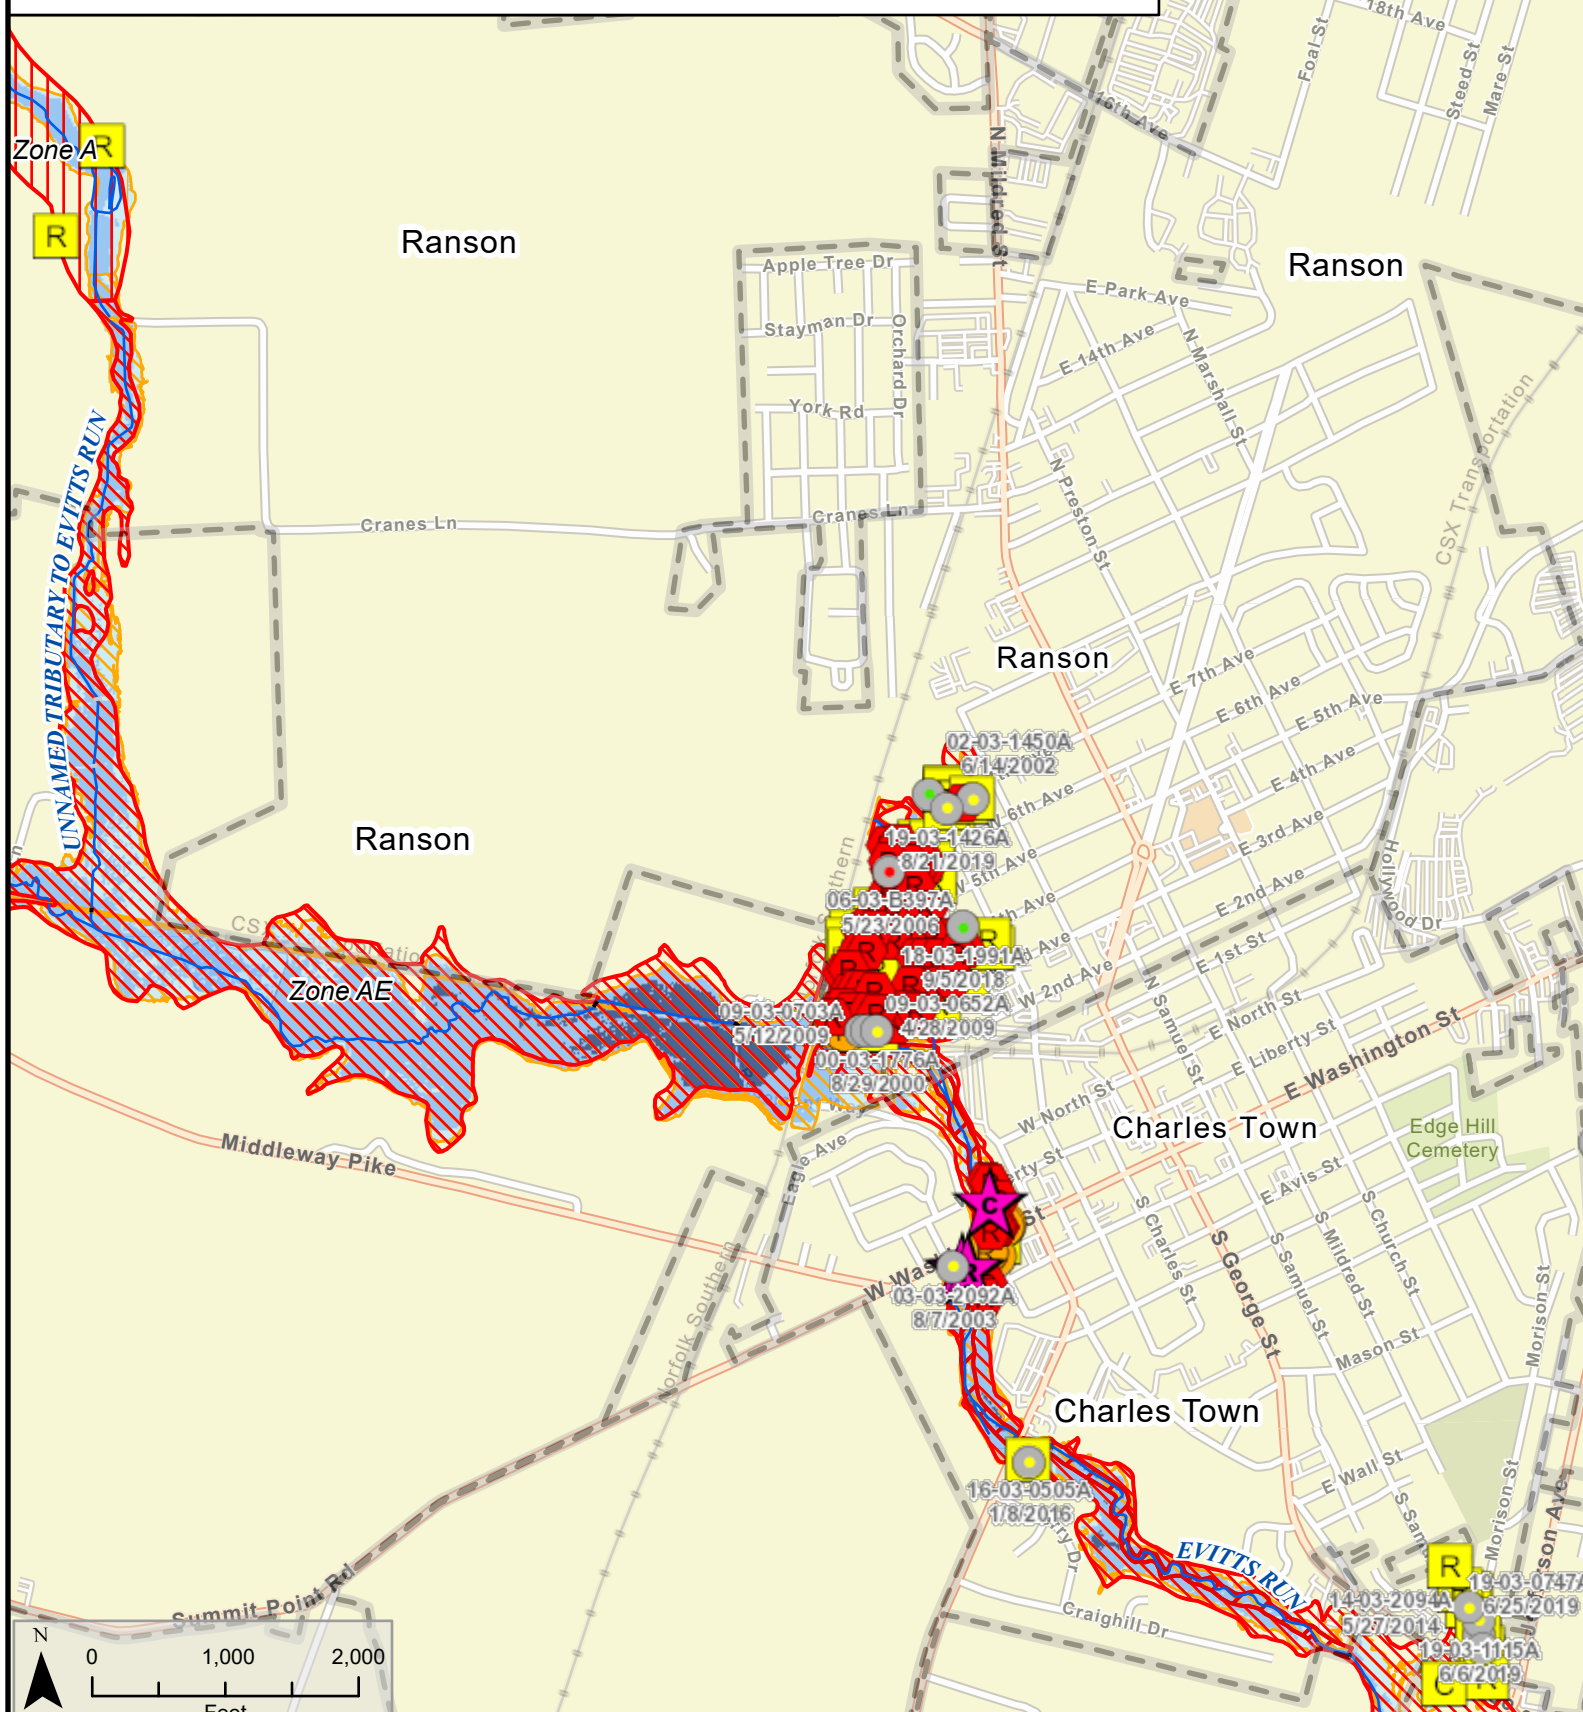 18th Ave
Foal St
Steed St
Mare St
16th Ave
N Mildred St
Zone A
R
R
Ranson
Ranson
Apple Tree Dr
Stayman Dr
Orchard Dr
York Rd
E Park Ave
E 14th Ave
N Marshall St
CSX Transportation
N Preston St
Cranes Ln
Cranes Ln
UNNAMED TRIBUTARY TO EVITTS RUN
Ranson
E 7th Ave
E 6th Ave
E 5th Ave
E 4th Ave
E 3rd Ave
E 2nd Ave
E 1st St
Hollywood Dr
02-03-1450A
6/14/2002
W 6th Ave
Ranson
19-03-1426A
8/21/2019
W 5th Ave
R
06-03-B397A
5/23/2006
R
18-03-1991A
9/5/2018
W 2nd Ave
R
R
R
R
R
Zone AE
09-03-0703A
5/12/2009
09-03-0652A
4/28/2009
00-03-1776A
8/29/2000
N Samuel St
E North St
E Liberty St
E Washington St
W North St
Charles Town
Edge Hill
Cemetery
Middleway Pike
Eagle Ave
E Avis St
S Church St
S Charles St
S Mildred St
S Samuel St
S George St
C
R
03-03-2092A
8/7/2003
Norfolk Southern
Mason St
Morison St
Charles Town
E Wall St
Morison St
16-03-0505A
1/8/2016
EVITTS RUN
Craighill Dr
R
19-03-0747A
6/25/2019
14-03-2094A
5/27/2014
19-03-1115A
6/6/2019
C
R
Summit Point Rd
N
0 1,000 2,000
Feet